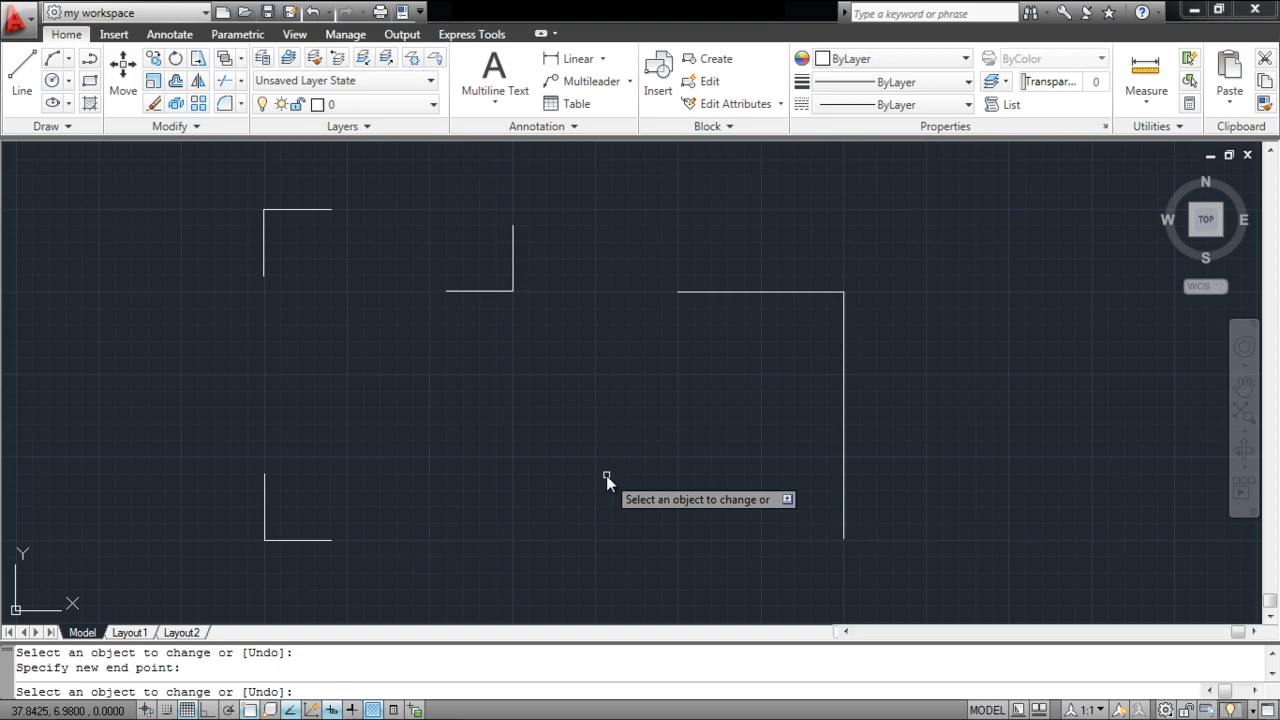 my workspace
Type a keyword or phrase
Home Insert Annotate Parametric View Manage Output Express Tools
Line
Move
Unsaved Layer State
0
Multiline Text
Linear
Multileader
Table
Insert
Create
Edit
Edit Attributes
ByLayer
ByLayer
ByLayer
ByColor
Transpar... 0
List
Measure
Paste
Draw Modify Layers Annotation Block Properties Utilities Clipboard
N
W TOP E
S
WCS
Select an object to change or
Y
X
Model Layout1 Layout2
Select an object to change or [Undo]:
Specify new end point:
Select an object to change or [Undo]:
37.8425, 6.9800, 0.0000 MODEL 1:1